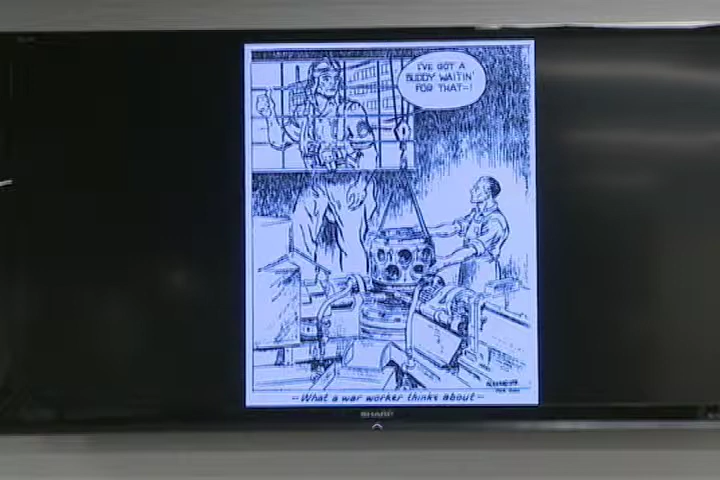 I'VE GOT A
BUDDY WAITIN'
FOR THAT—!
— What a war worker thinks about —
SHARP